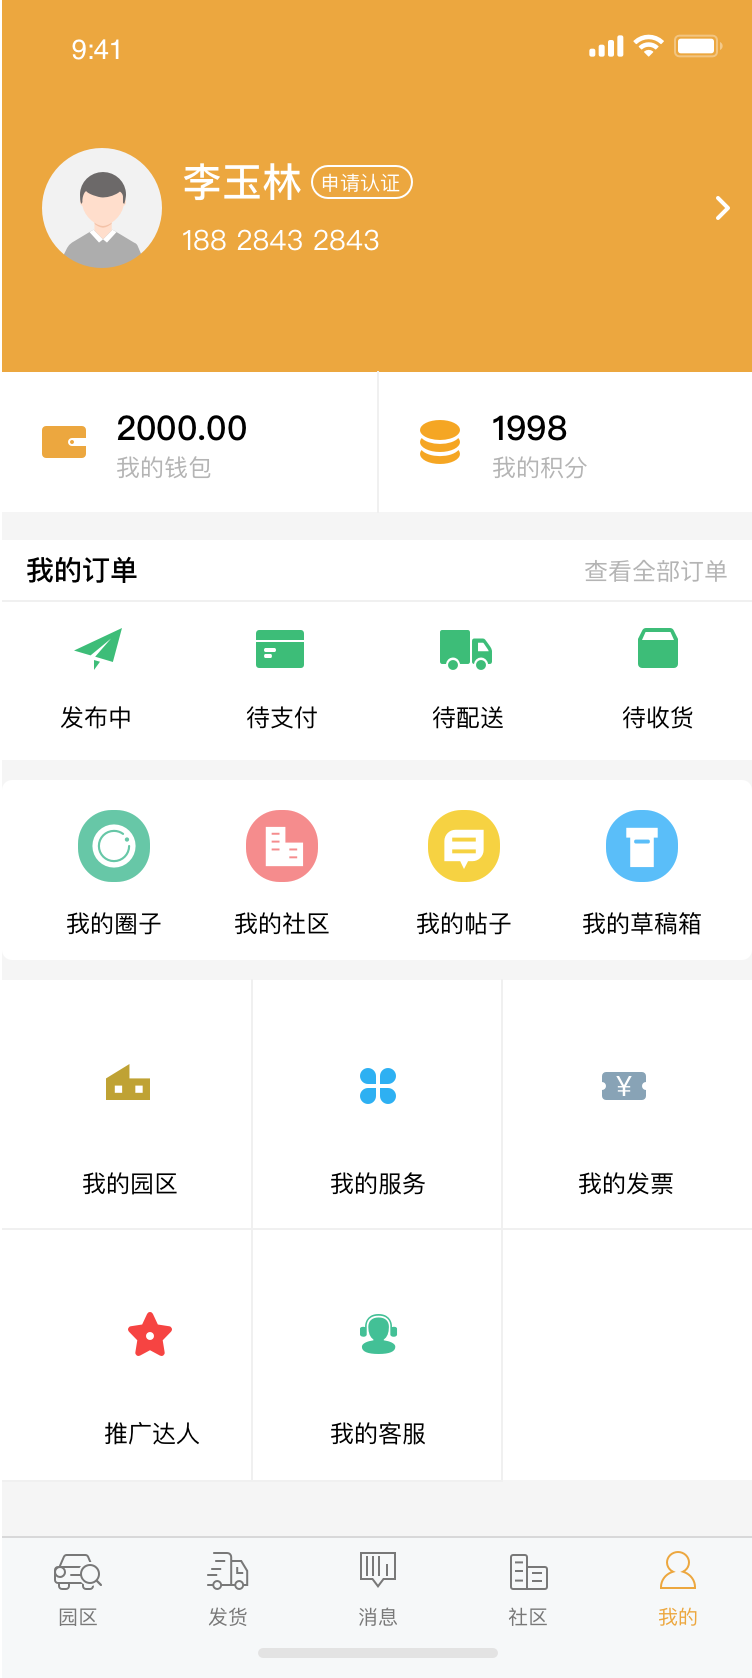 9:41
李玉林 申请认证
188 2843 2843
2000.00
我的钱包
1998
我的积分
我的订单 查看全部订单
发布中 待支付 待配送 待收货
我的圈子 我的社区 我的帖子 我的草稿箱
¥
我的园区 我的服务 我的发票
推广达人 我的客服
园区 发货 消息 社区 我的